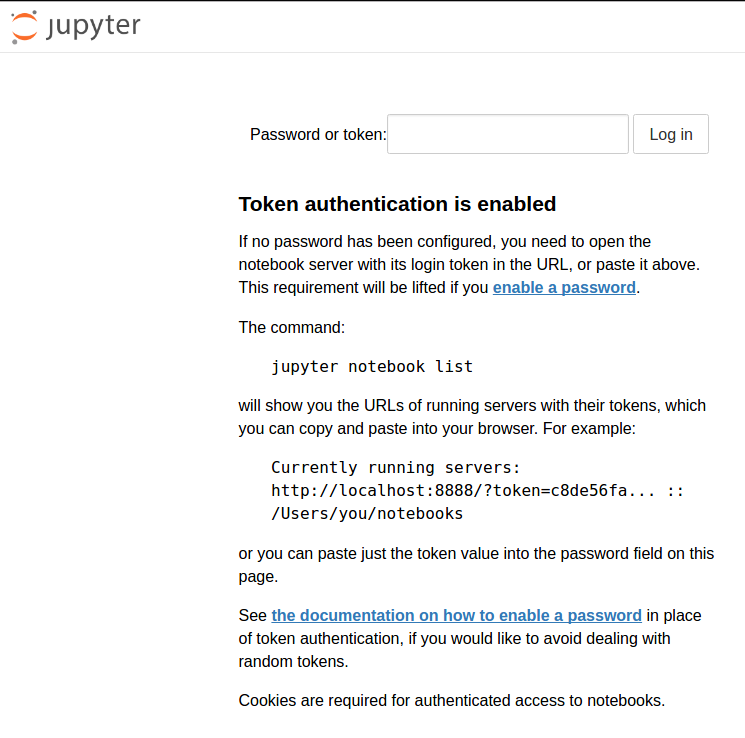 jupyter
Password or token: Log in
Token authentication is enabled
If no password has been configured, you need to open the
notebook server with its login token in the URL, or paste it above.
This requirement will be lifted if you enable a password.
The command:
jupyter notebook list
will show you the URLs of running servers with their tokens, which
you can copy and paste into your browser. For example:
Currently running servers:
http://localhost:8888/?token=c8de56fa... ::
/Users/you/notebooks
or you can paste just the token value into the password field on this
page.
See the documentation on how to enable a password in place
of token authentication, if you would like to avoid dealing with
random tokens.
Cookies are required for authenticated access to notebooks.